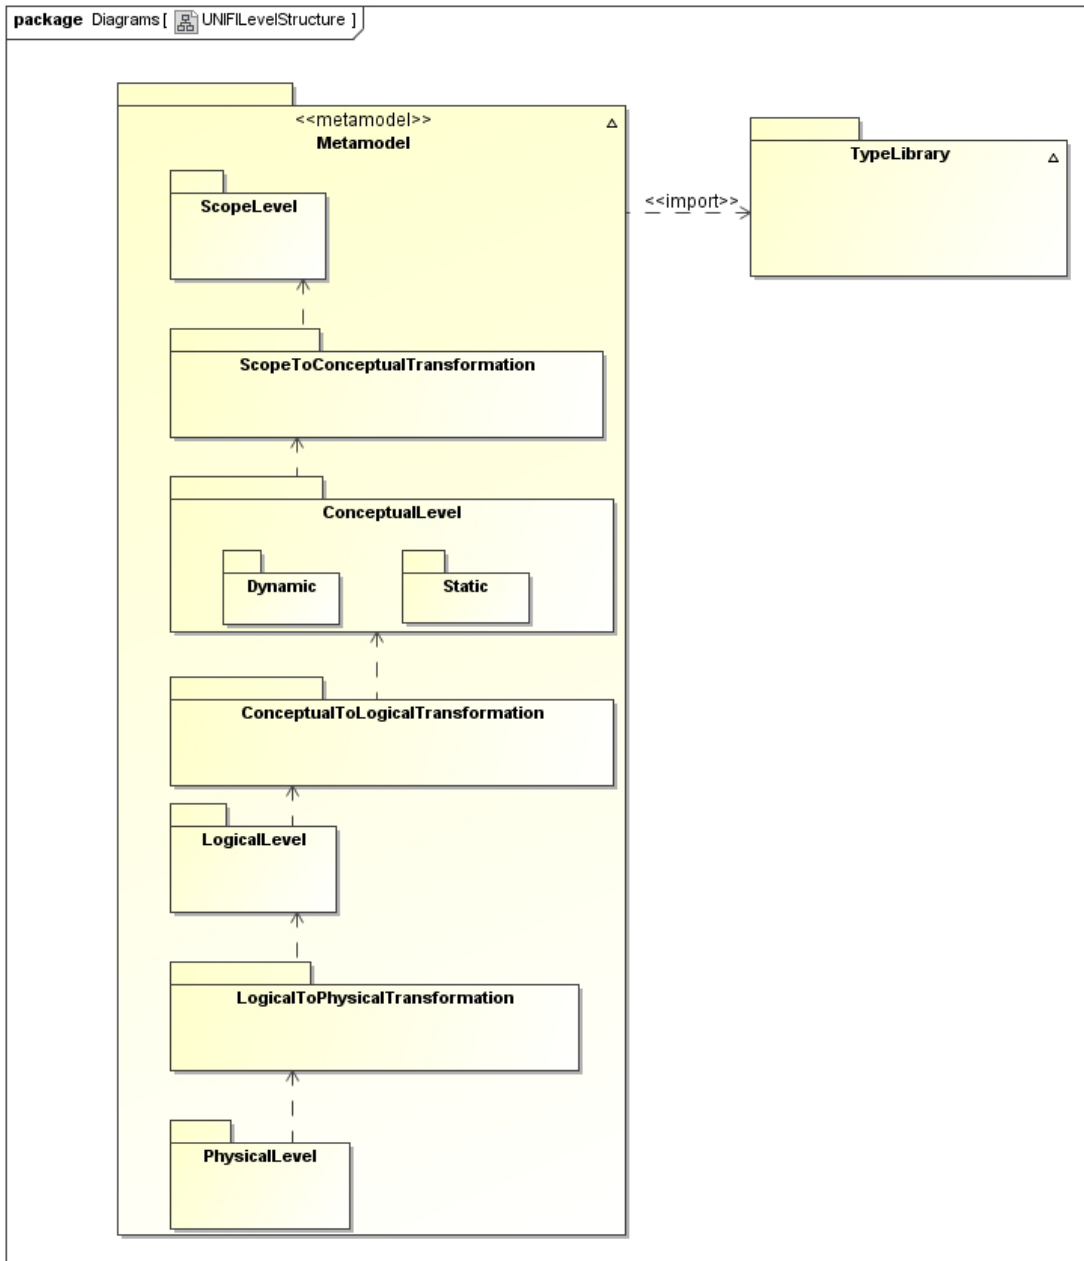 package Diagrams [ UNIFILevelStructure ]
<<metamodel>>
Metamodel
TypeLibrary
<<import>>
ScopeLevel
ScopeToConceptualTransformation
ConceptualLevel
Dynamic
Static
ConceptualToLogicalTransformation
LogicalLevel
LogicalToPhysicalTransformation
PhysicalLevel